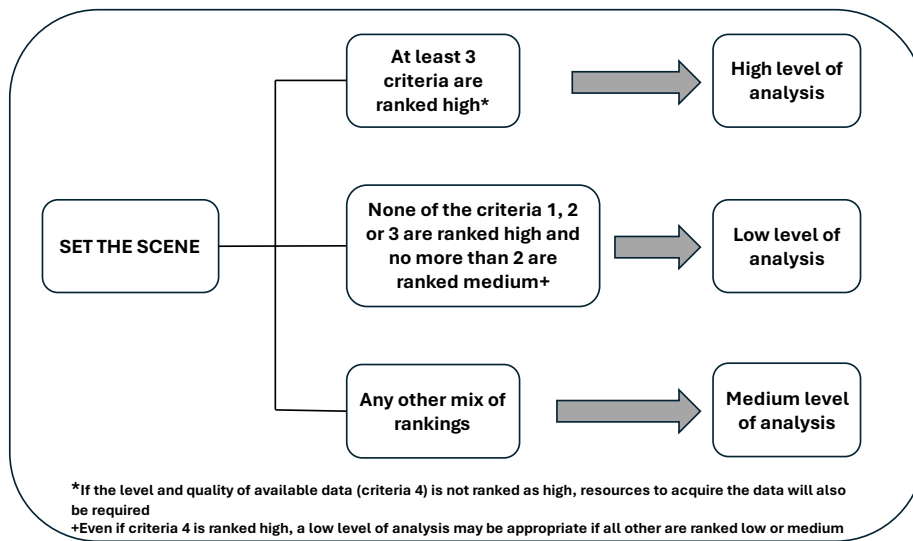 At least 3
criteria are
ranked high*
High level of
analysis
SET THE SCENE
None of the criteria 1, 2
or 3 are ranked high and
no more than 2 are
ranked medium+
Low level of
analysis
Any other mix of
rankings
Medium level
of analysis
*If the level and quality of available data (criteria 4) is not ranked as high, resources to acquire the data will also
be required
+Even if criteria 4 is ranked high, a low level of analysis may be appropriate if all other are ranked low or medium